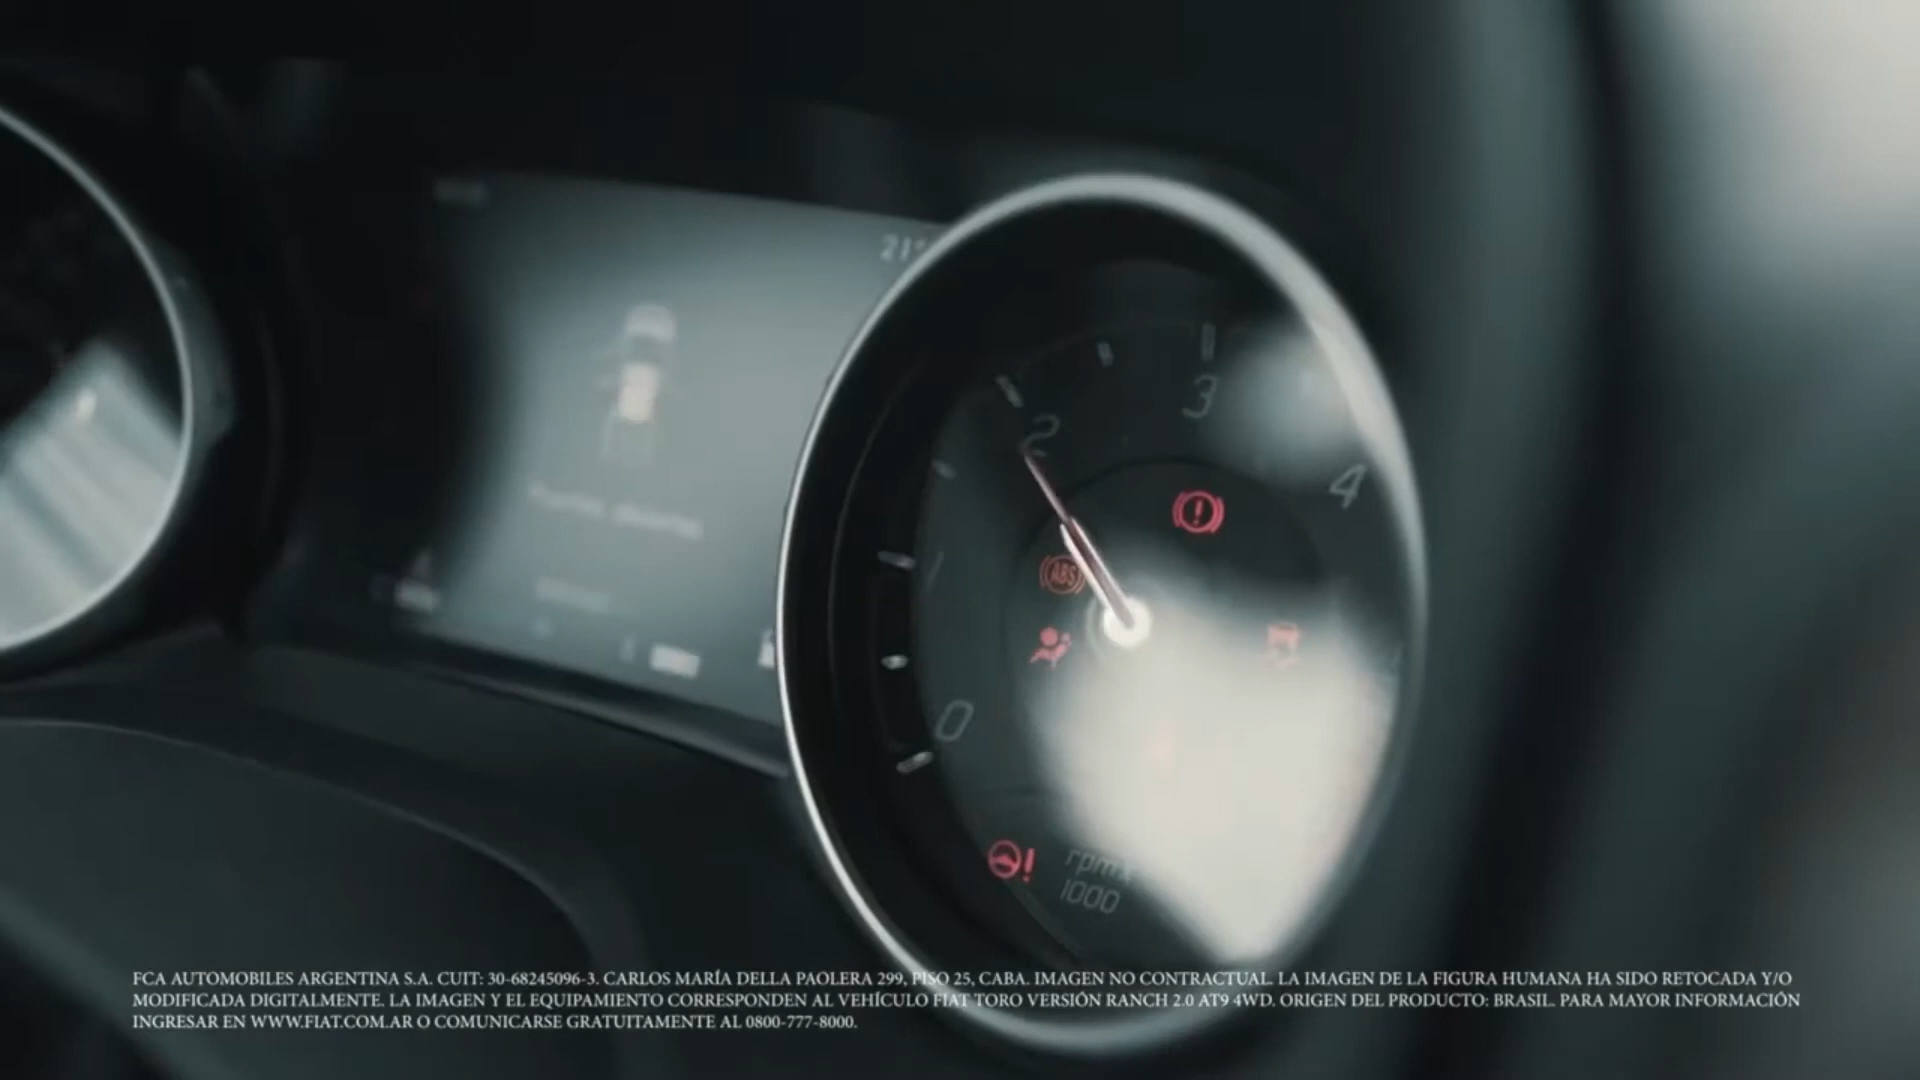 21°
3
2
4
ABS
1
0
rpmx
1000
FCA AUTOMOBILES ARGENTINA S.A. CUIT: 30-68245096-3. CARLOS MARÍA DELLA PAOLERA 299, PISO 25, CABA. IMAGEN NO CONTRACTUAL. LA IMAGEN DE LA FIGURA HUMANA HA SIDO RETOCADA Y/O
MODIFICADA DIGITALMENTE. LA IMAGEN Y EL EQUIPAMIENTO CORRESPONDEN AL VEHÍCULO FIAT TORO VERSIÓN RANCH 2.0 AT9 4WD. ORIGEN DEL PRODUCTO: BRASIL. PARA MAYOR INFORMACIÓN
INGRESAR EN WWW.FIAT.COM.AR O COMUNICARSE GRATUITAMENTE AL 0800-777-8000.